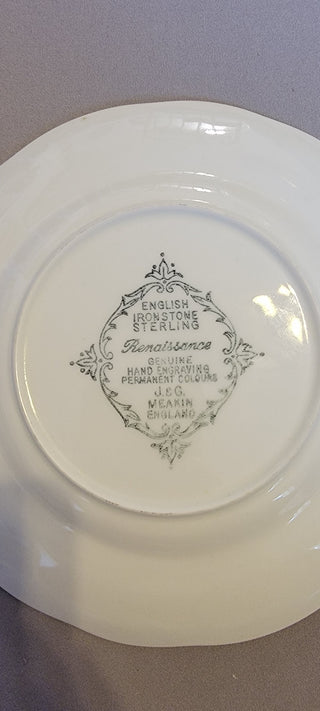 ENGLISH
IRONSTONE
STERLING
Renaissance
GENUINE
HAND ENGRAVING
PERMANENT COLOURS
J. & G.
MEAKIN
ENGLAND